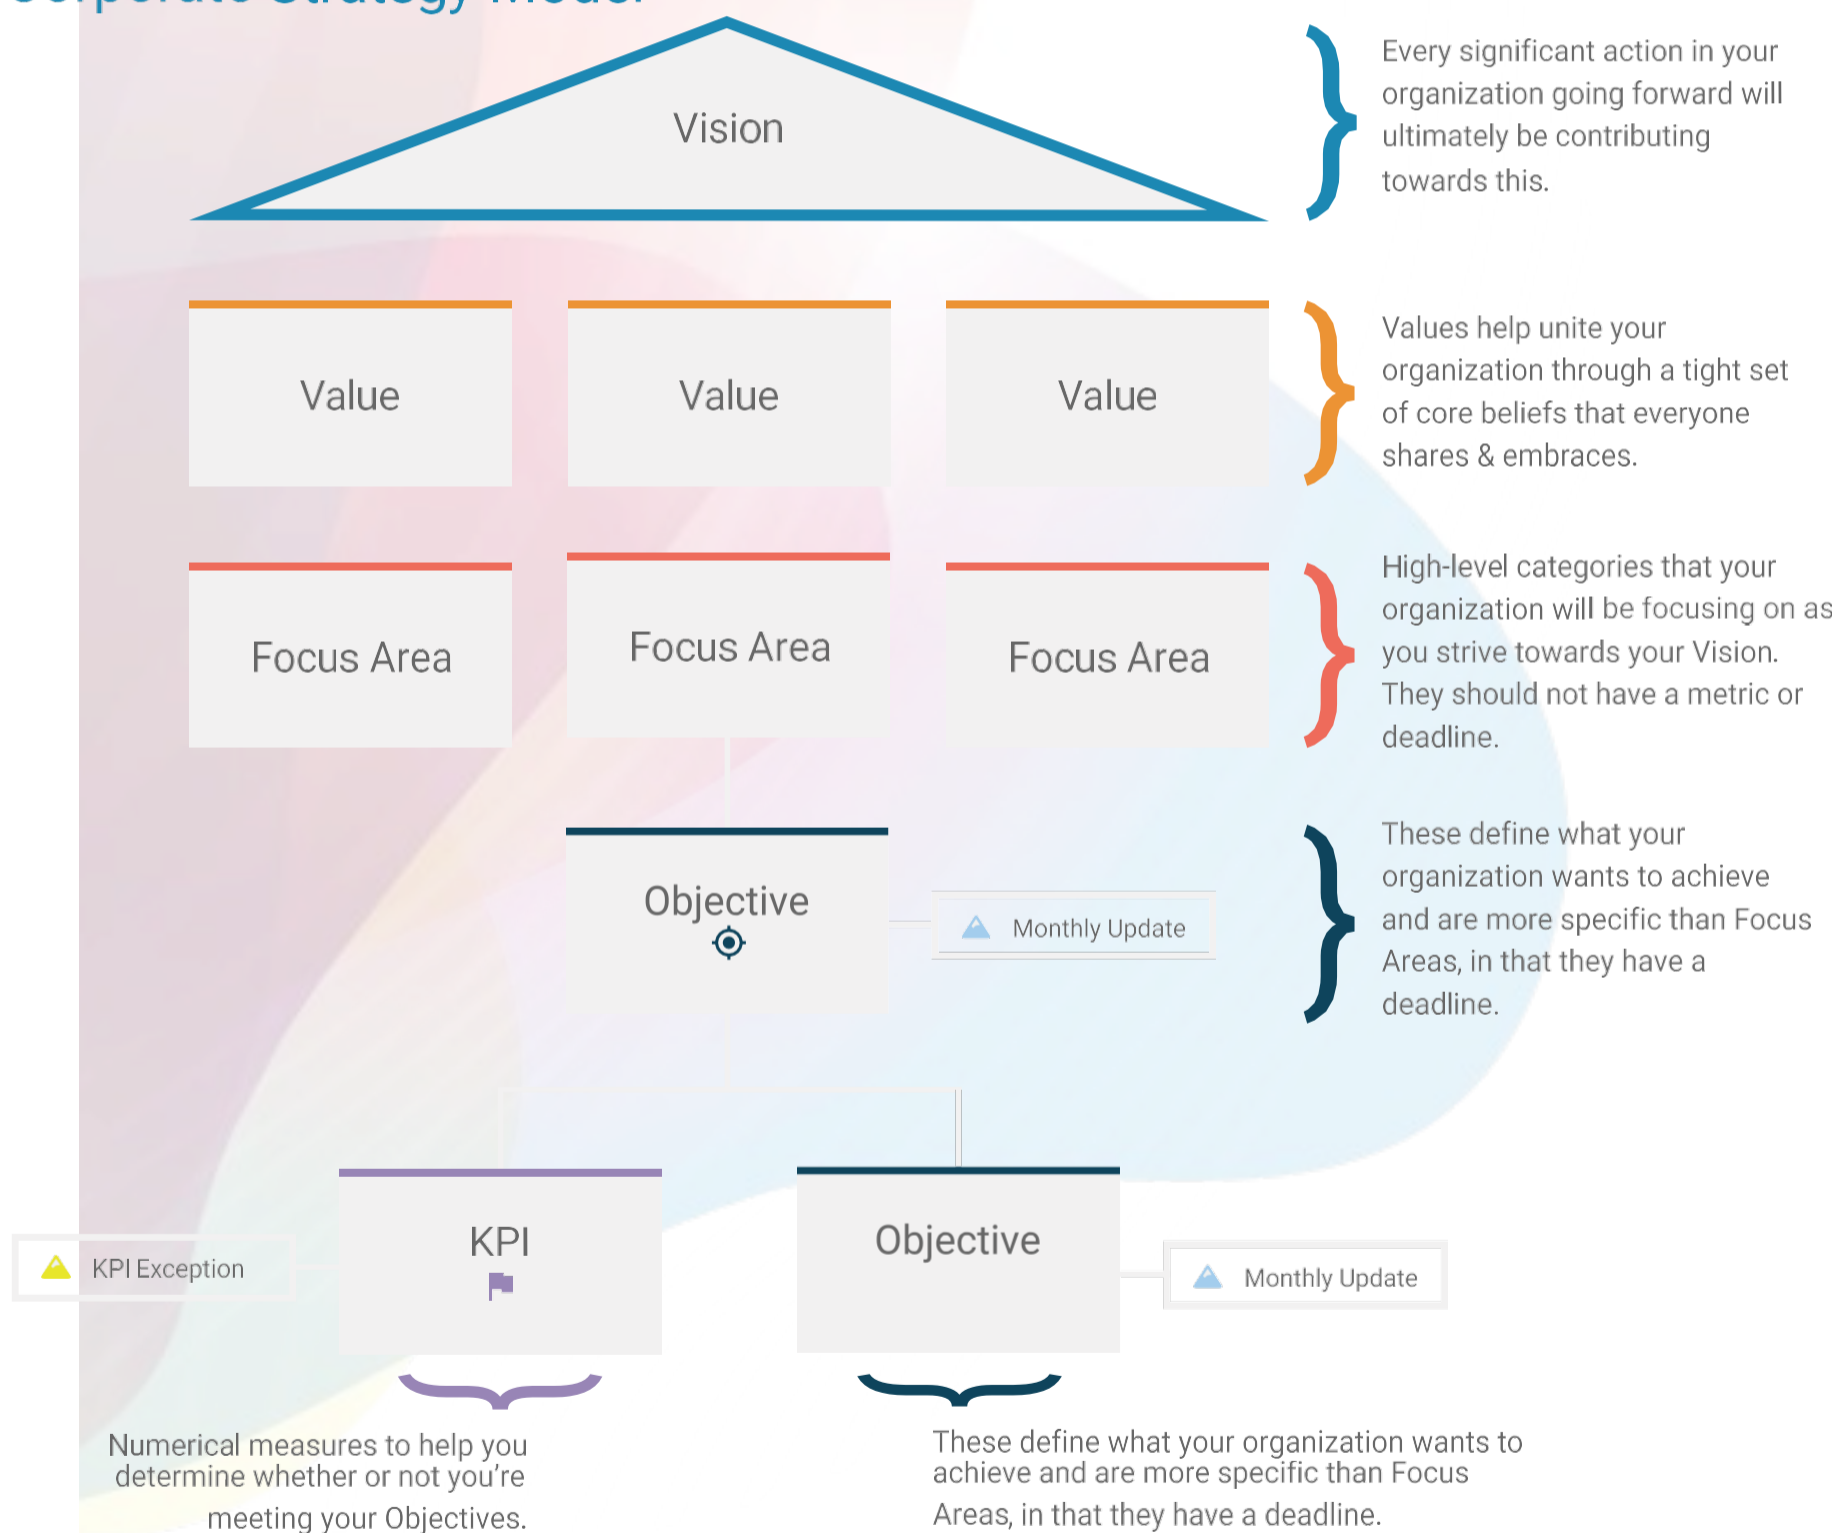 Corporate Strategy Model
Vision
Every significant action in your
organization going forward will
ultimately be contributing
towards this.
Value
Value
Value
Values help unite your
organization through a tight set
of core beliefs that everyone
shares & embraces.
Focus Area
Focus Area
Focus Area
High-level categories that your
organization will be focusing on as
you strive towards your Vision.
They should not have a metric or
deadline.
Objective
Monthly Update
These define what your
organization wants to achieve
and are more specific than Focus
Areas, in that they have a
deadline.
KPI
KPI Exception
Objective
Monthly Update
Numerical measures to help you
determine whether or not you’re
meeting your Objectives.
These define what your organization wants to
achieve and are more specific than Focus
Areas, in that they have a deadline.